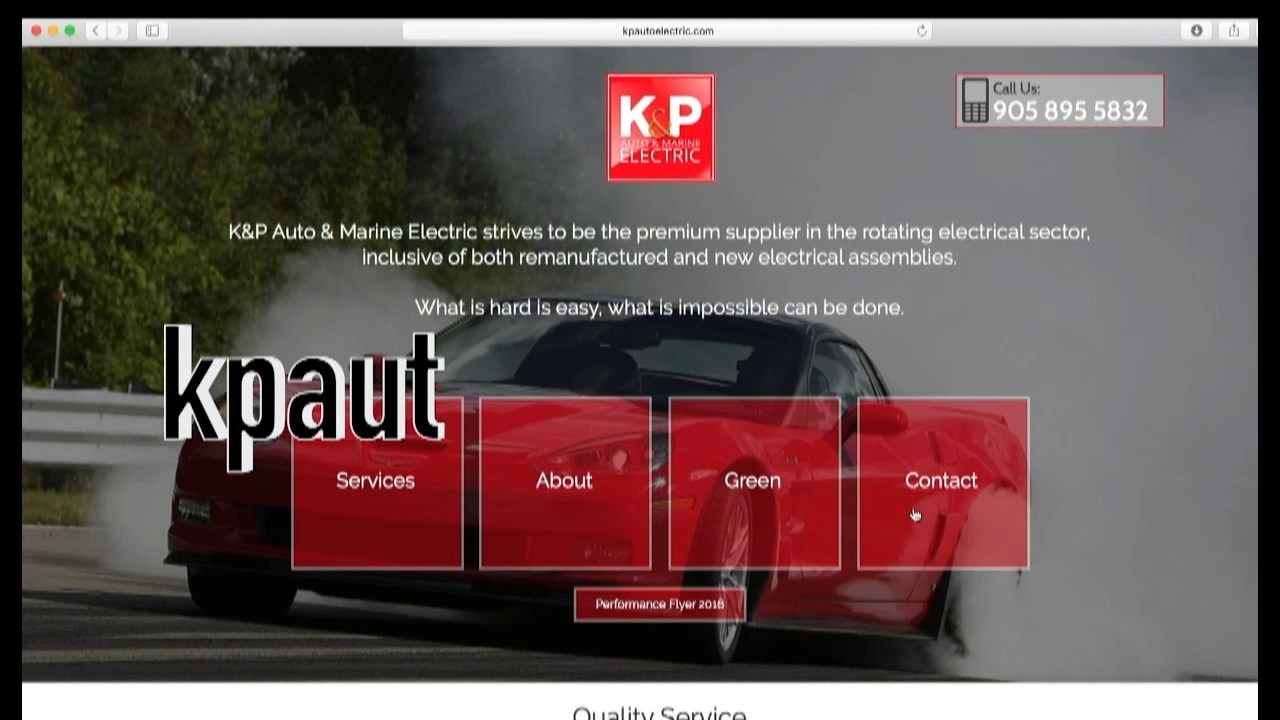 kpautoelectric.com
K&P
AUTO & MARINE
ELECTRIC
Call Us:
905 895 5832
K&P Auto & Marine Electric strives to be the premium supplier in the rotating electrical sector,
inclusive of both remanufactured and new electrical assemblies.
What is hard is easy, what is impossible can be done.
kpaut
Services
About
Green
Contact
Performance Flyer 2016
Quality Service